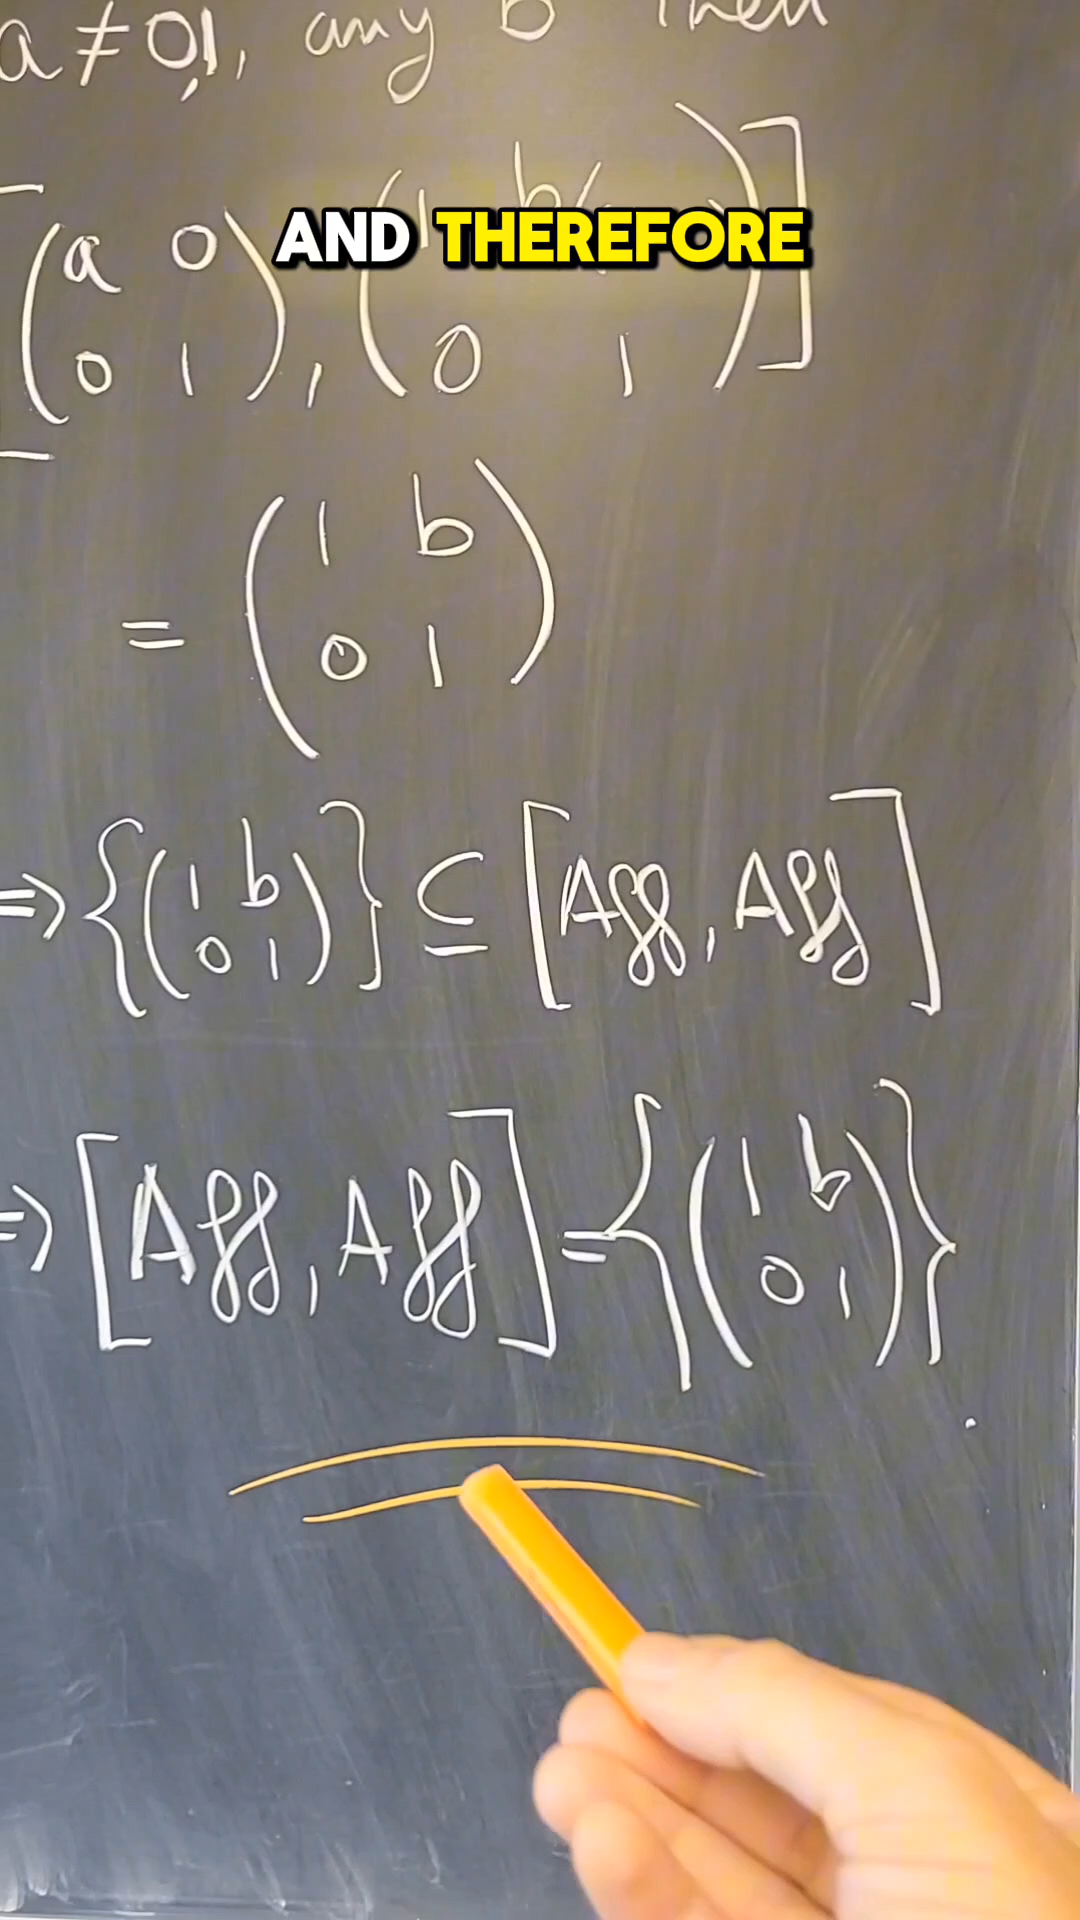 a ≠ 0,1, any b then
AND THEREFORE
[(a 0
0 1), (1 b/
0 1)]
= (1 b
0 1)
⇒ {(1 b
0 1)} ⊆ [Aff, Aff]
⇒ [Aff, Aff] = {(1 b
0 1)}.